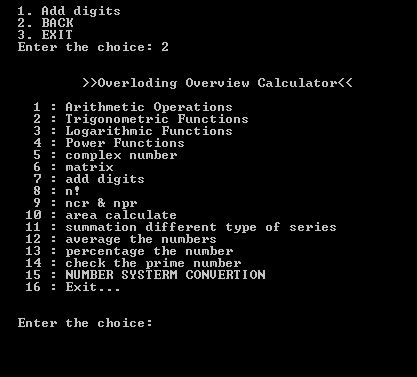 1. Add digits
2. BACK
3. EXIT
Enter the choice: 2
>>Overloding Overview Calculator<<
1 : Arithmetic Operations
2 : Trigonometric Functions
3 : Logarithmic Functions
4 : Power Functions
5 : complex number
6 : matrix
7 : add digits
8 : n!
9 : ncr & npr
10 : area calculate
11 : summation different type of series
12 : average the numbers
13 : percentage the number
14 : check the prime number
15 : NUMBER SYSTERM CONVERTION
16 : Exit...
Enter the choice: